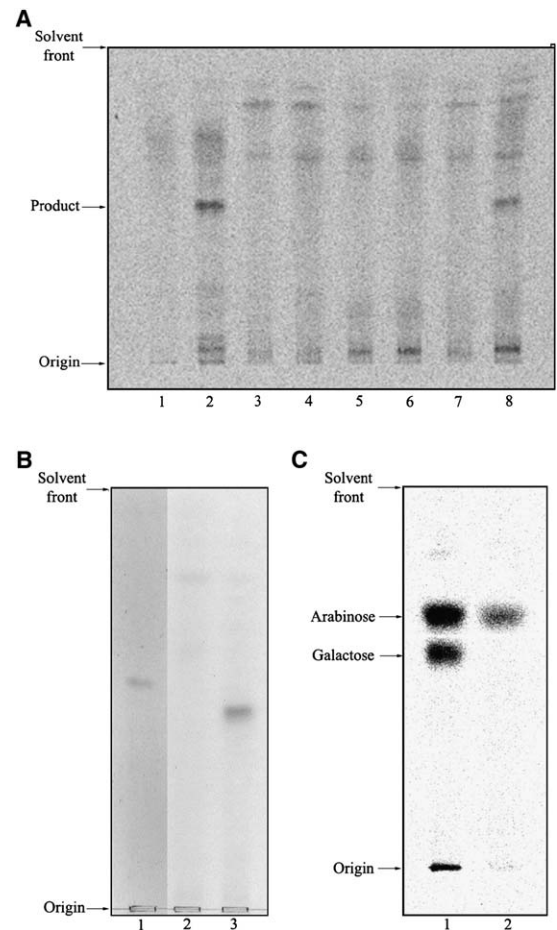 A
Solvent
front
Product
Origin
1 2 3 4 5 6 7 8
B
Solvent
front
Origin
1 2 3
C
Solvent
front
Arabinose
Galactose
Origin
1 2